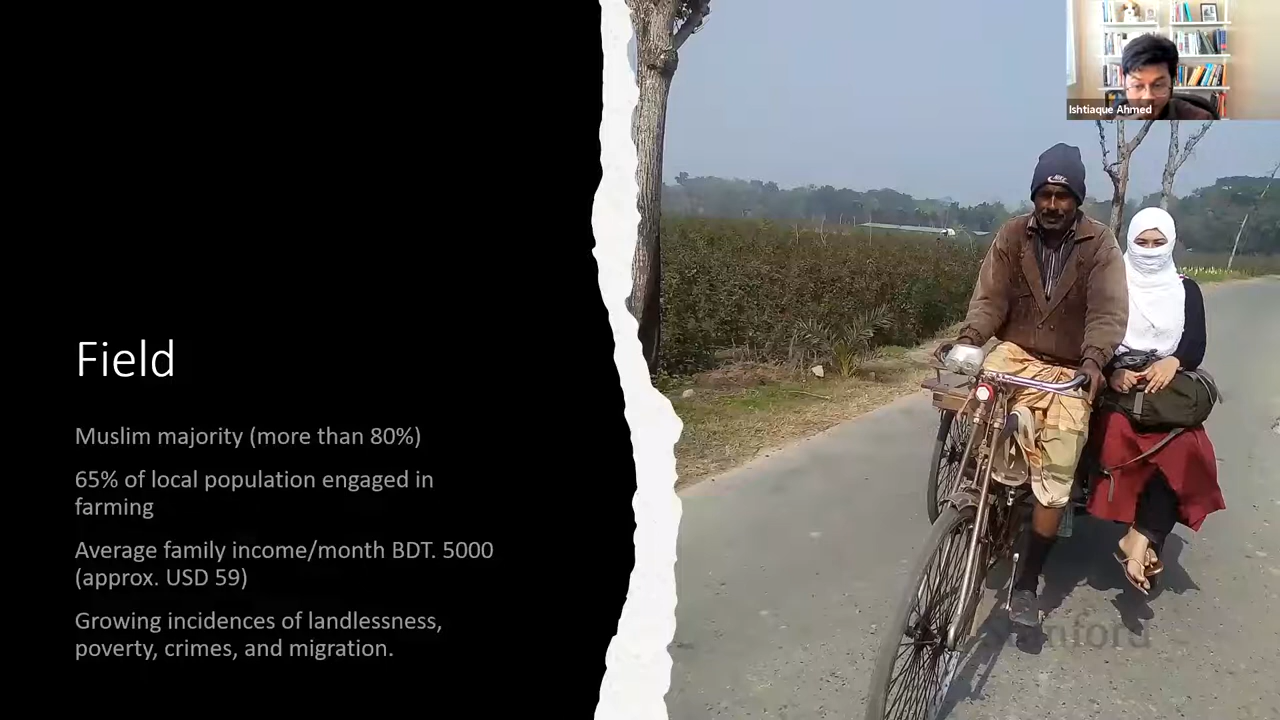 Ishtiaque Ahmed
Field
Muslim majority (more than 80%)
65% of local population engaged in
farming
Average family income/month BDT. 5000
(approx. USD 59)
Growing incidences of landlessness,
poverty, crimes, and migration.
Stanford